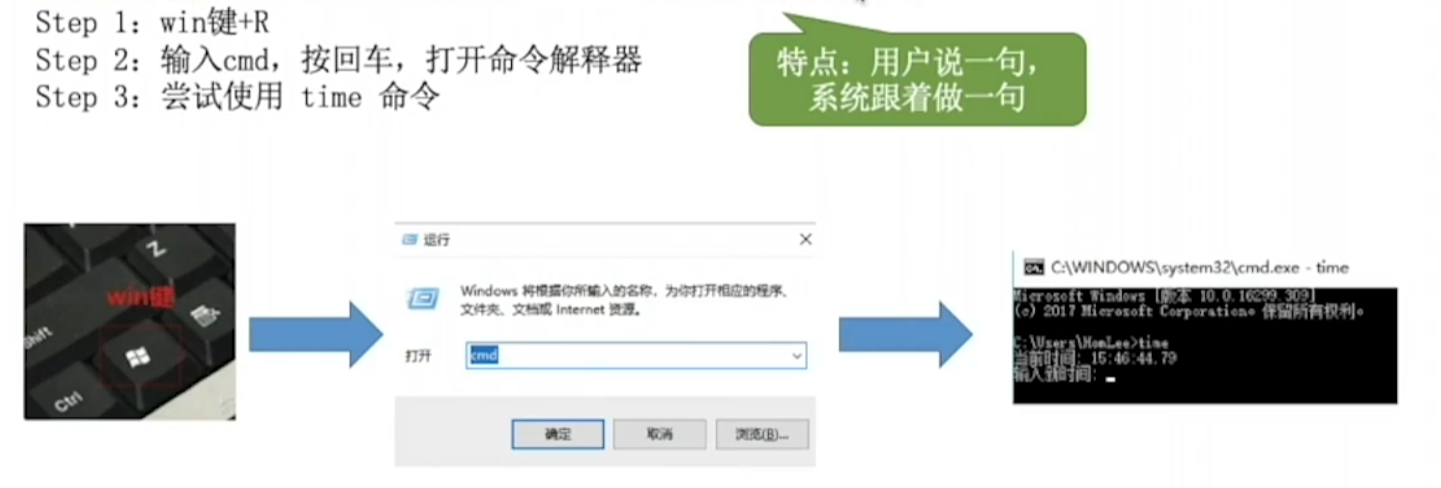 Step 1：win键+R
Step 2：输入cmd，按回车，打开命令解释器
Step 3：尝试使用 time 命令
特点：用户说一句，
系统跟着做一句
Z
win键
Shift
Ctrl
运行
Windows 将根据你所输入的名称，为你打开相应的程序、
文件夹、文档或 Internet 资源。
打开
cmd
确定
取消
浏览(B)...
C:\WINDOWS\system32\cmd.exe - time
Microsoft Windows [版本 10.0.16299.309]
(c) 2017 Microsoft Corporation。保留所有权利。
C:\Users\HomLee>time
当前时间: 15:46:44.79
输入新时间: